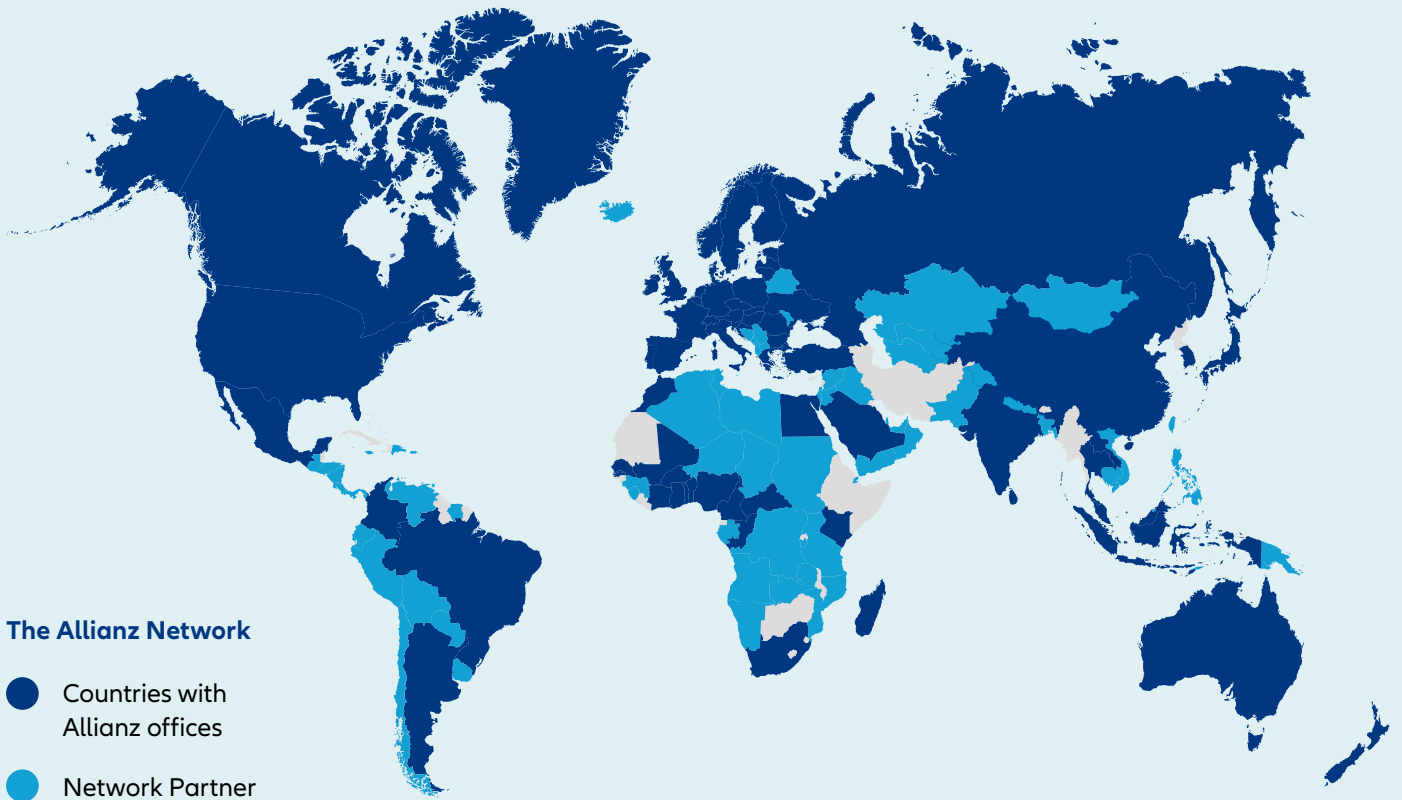 The Allianz Network
Countries with
Allianz offices
Network Partner